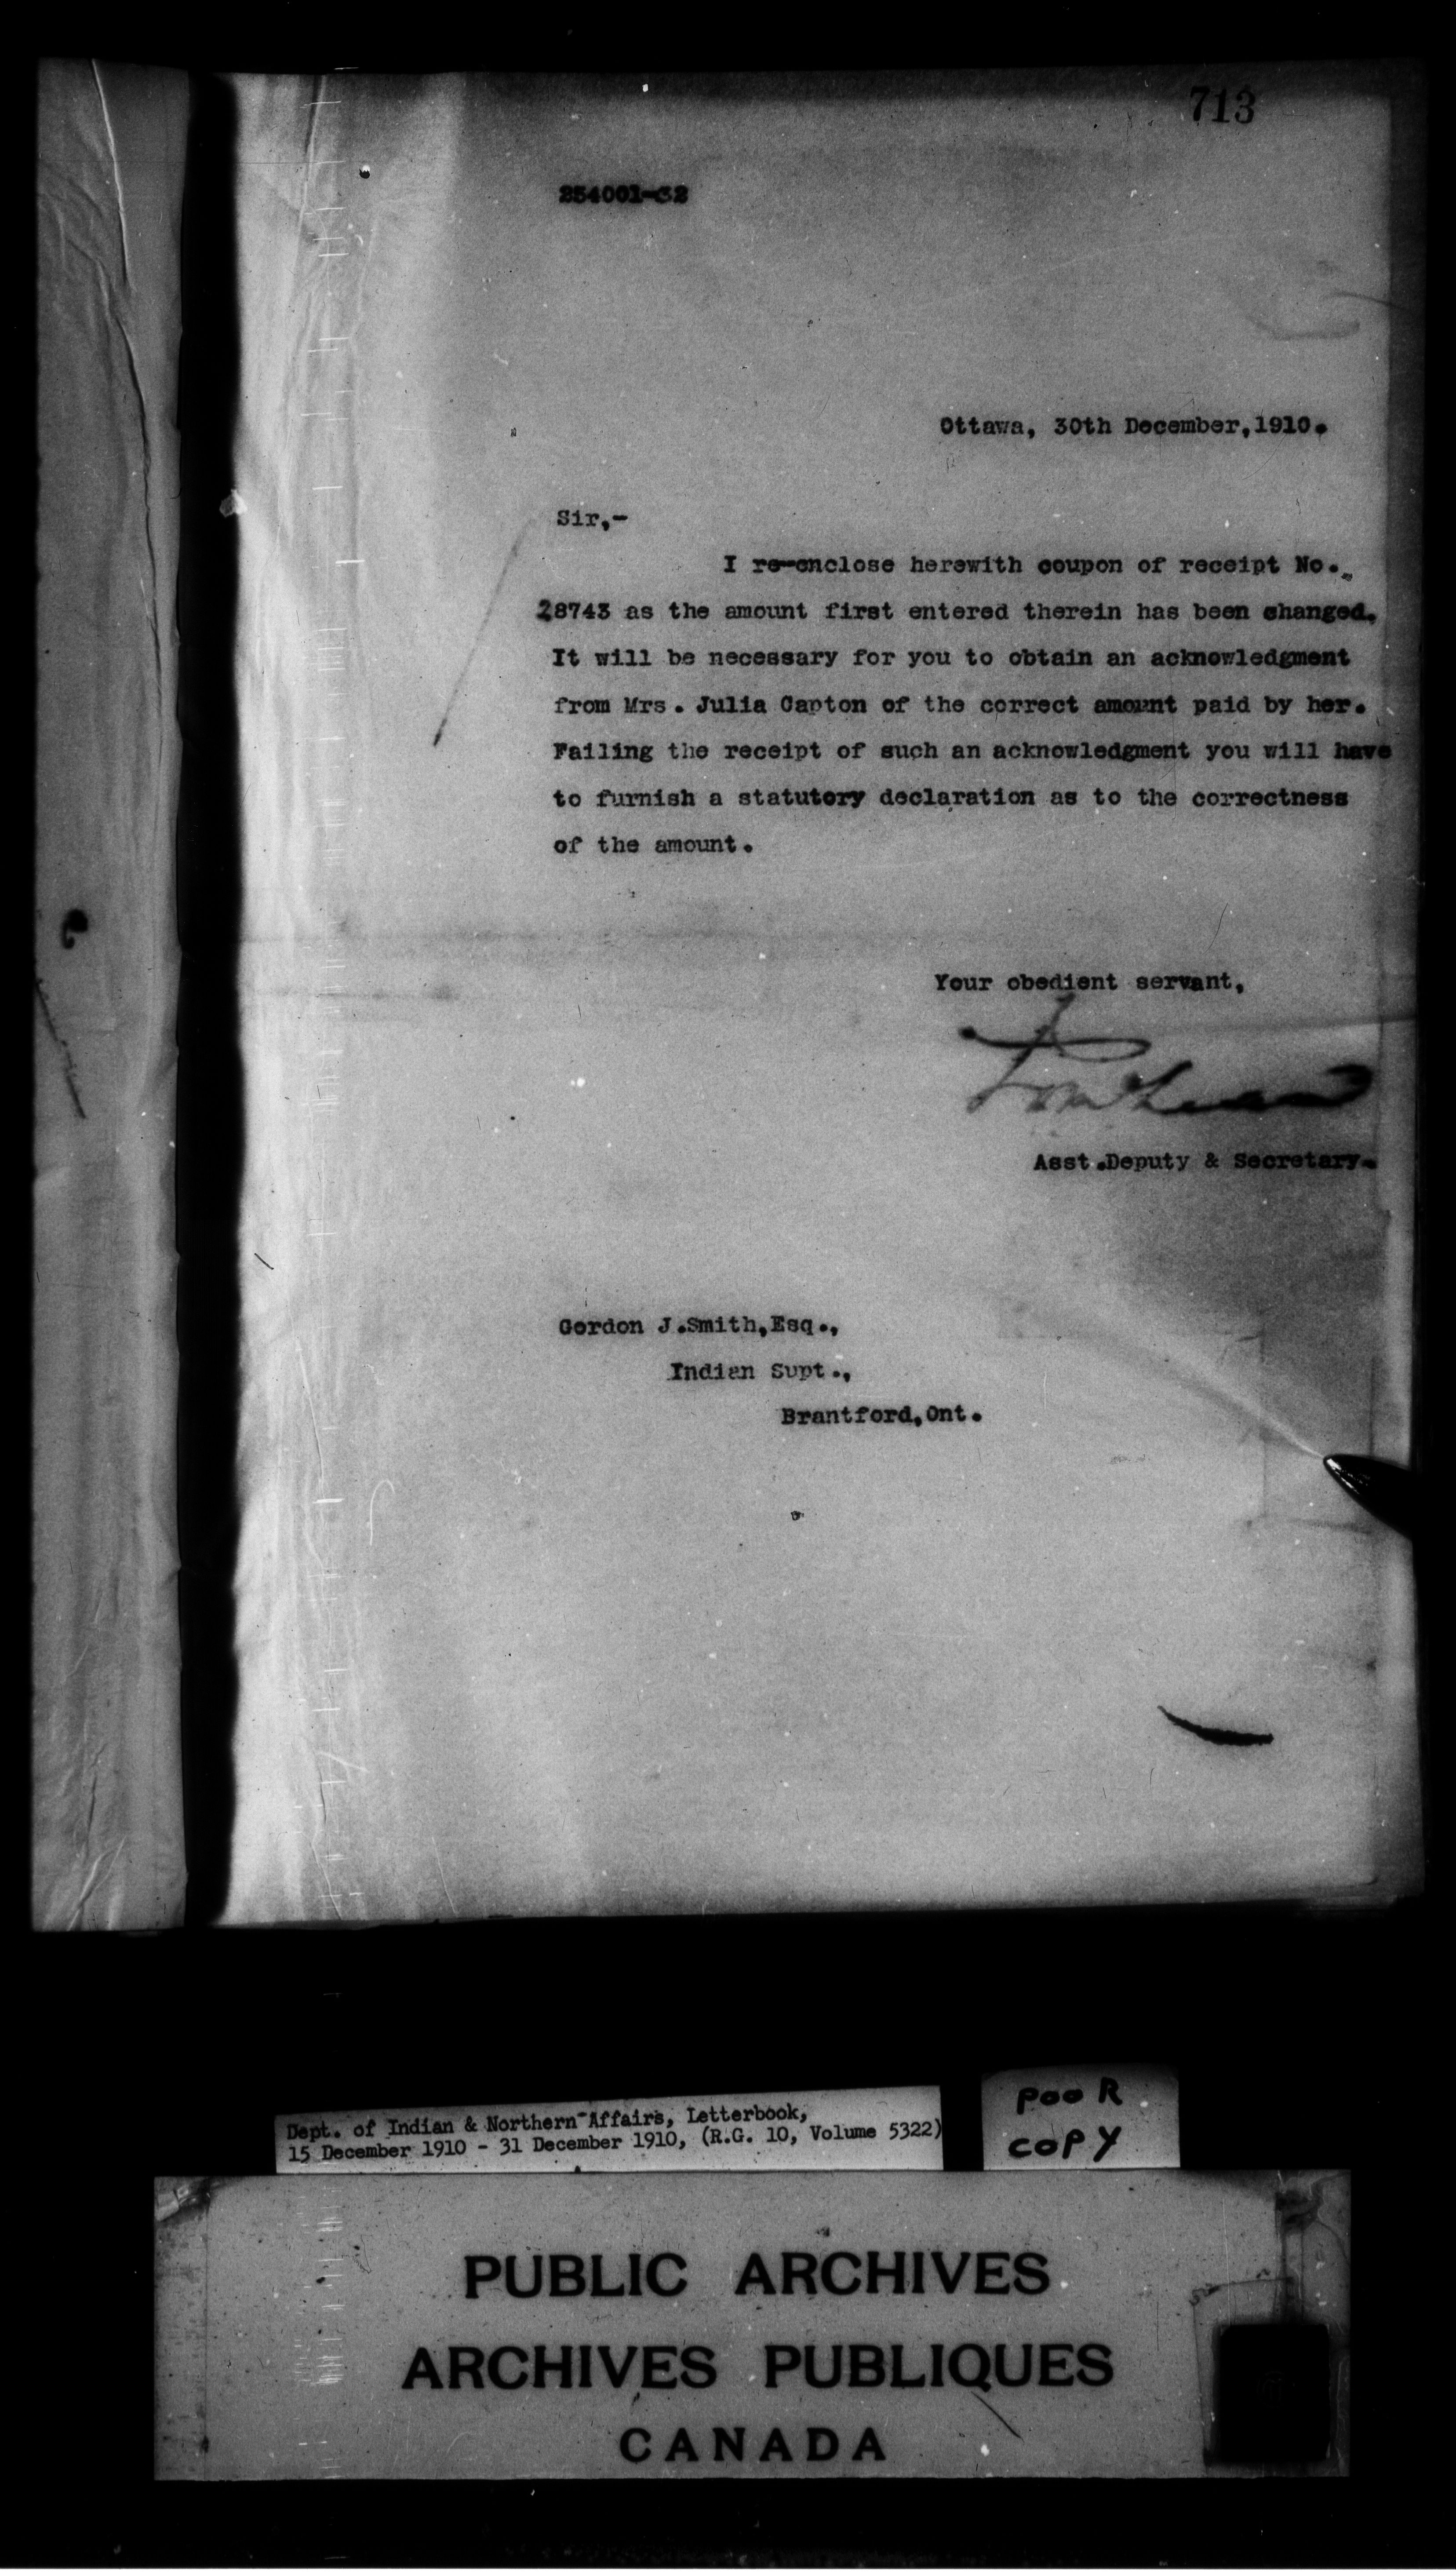 713
254001-32
Ottawa, 30th December, 1910.
Sir,-
I re-enclose herewith coupon of receipt No.
28743 as the amount first entered therein has been changed.
It will be necessary for you to obtain an acknowledgment
from Mrs. Julia Capton of the correct amount paid by her.
Failing the receipt of such an acknowledgment you will have
to furnish a statutory declaration as to the correctness
of the amount.
Your obedient servant,
Asst.Deputy & Secretary.
Gordon J.Smith,Esq.,
Indian Supt.,
Brantford,Ont.
Dept. of Indian & Northern Affairs, Letterbook,
15 December 1910 - 31 December 1910, (R.G. 10, Volume 5322)
POOR
COPY
PUBLIC ARCHIVES
ARCHIVES PUBLIQUES
CANADA